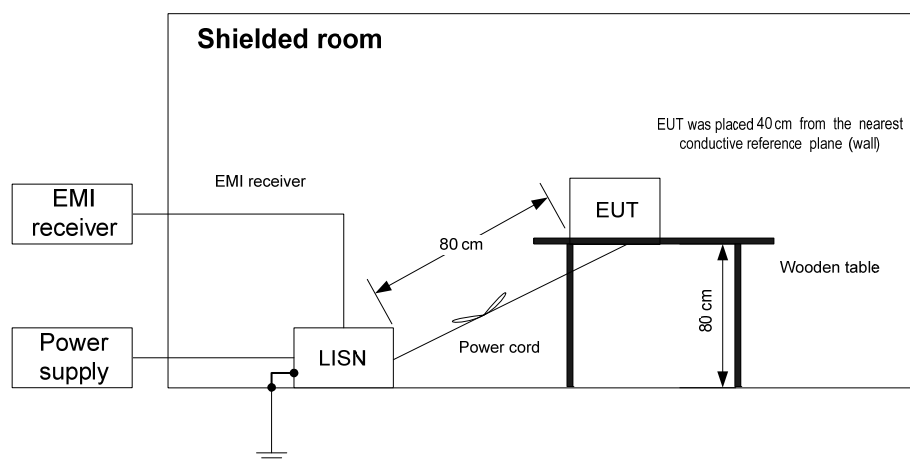 Shielded room
EUT was placed 40 cm from the nearest
conductive reference plane (wall)
EMI receiver
EMI
receiver
EUT
80 cm
Wooden table
80 cm
Power
supply
LISN
Power cord